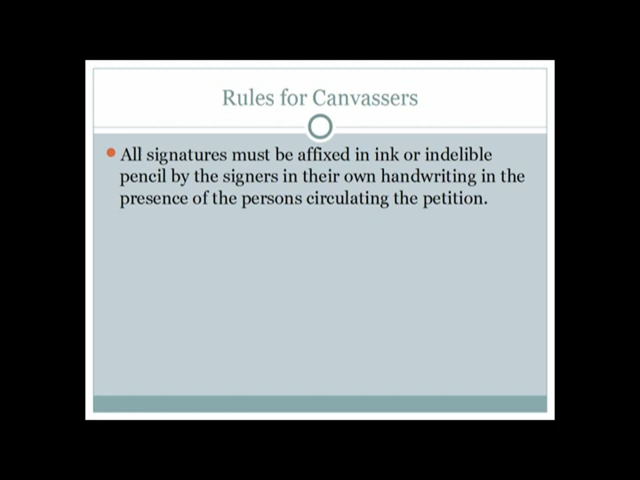 Rules for Canvassers
All signatures must be affixed in ink or indelible
pencil by the signers in their own handwriting in the
presence of the persons circulating the petition.